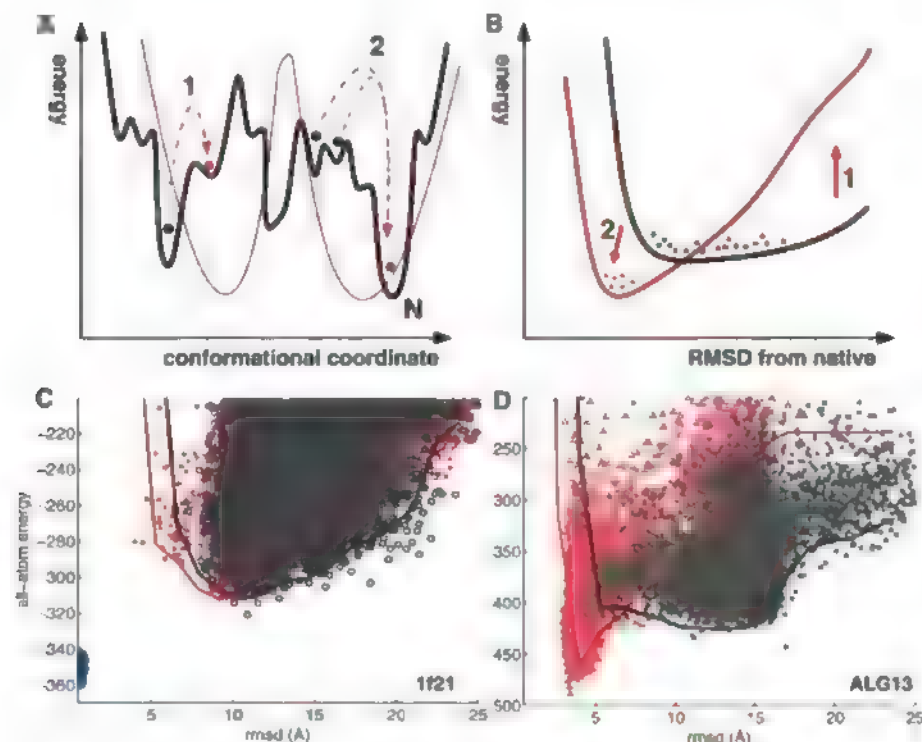 B
1
2
energy
N
conformational coordinate
energy
1
2
RMSD from native
C
-220
-240
-260
-280
-300
-320
-340
-360
all-atom energy
5
10
15
20
25
rmsd (Å)
1f21
D
250
300
350
400
450
500
5
10
15
20
25
rmsd (Å)
ALG13